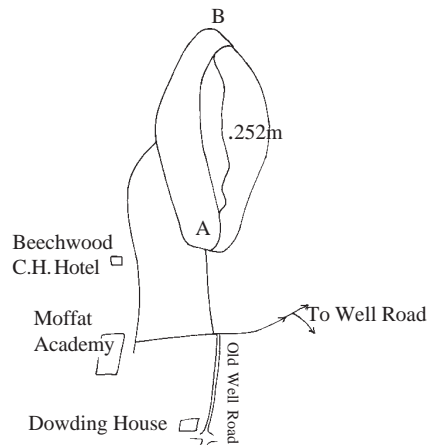 B
.252m
A
Beechwood
C.H. Hotel
To Well Road
Moffat
Academy
Old Well Road
Dowding House